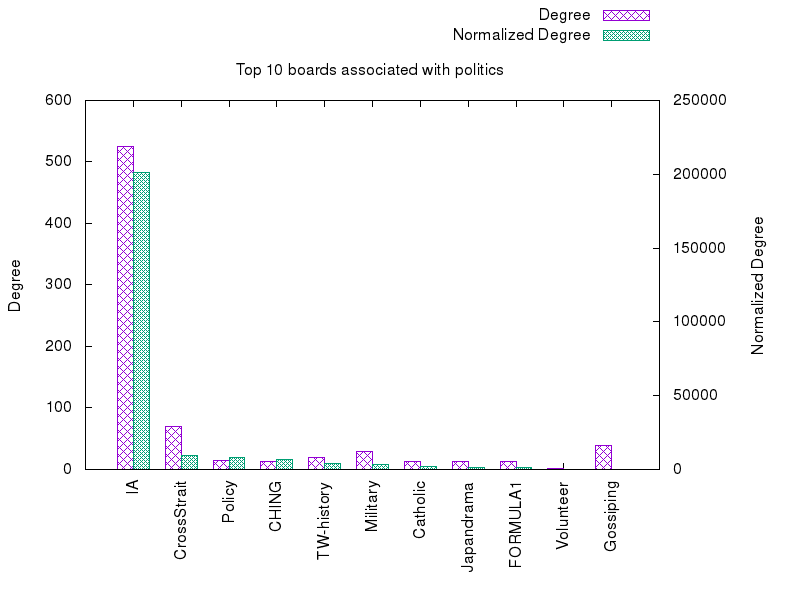 Degree
Normalized Degree
Top 10 boards associated with politics
600
500
400
300
200
100
0
250000
200000
150000
100000
50000
0
Degree
Normalized Degree
IA
CrossStrait
Policy
CHING
TW-history
Military
Catholic
Japandrama
FORMULA1
Volunteer
Gossiping